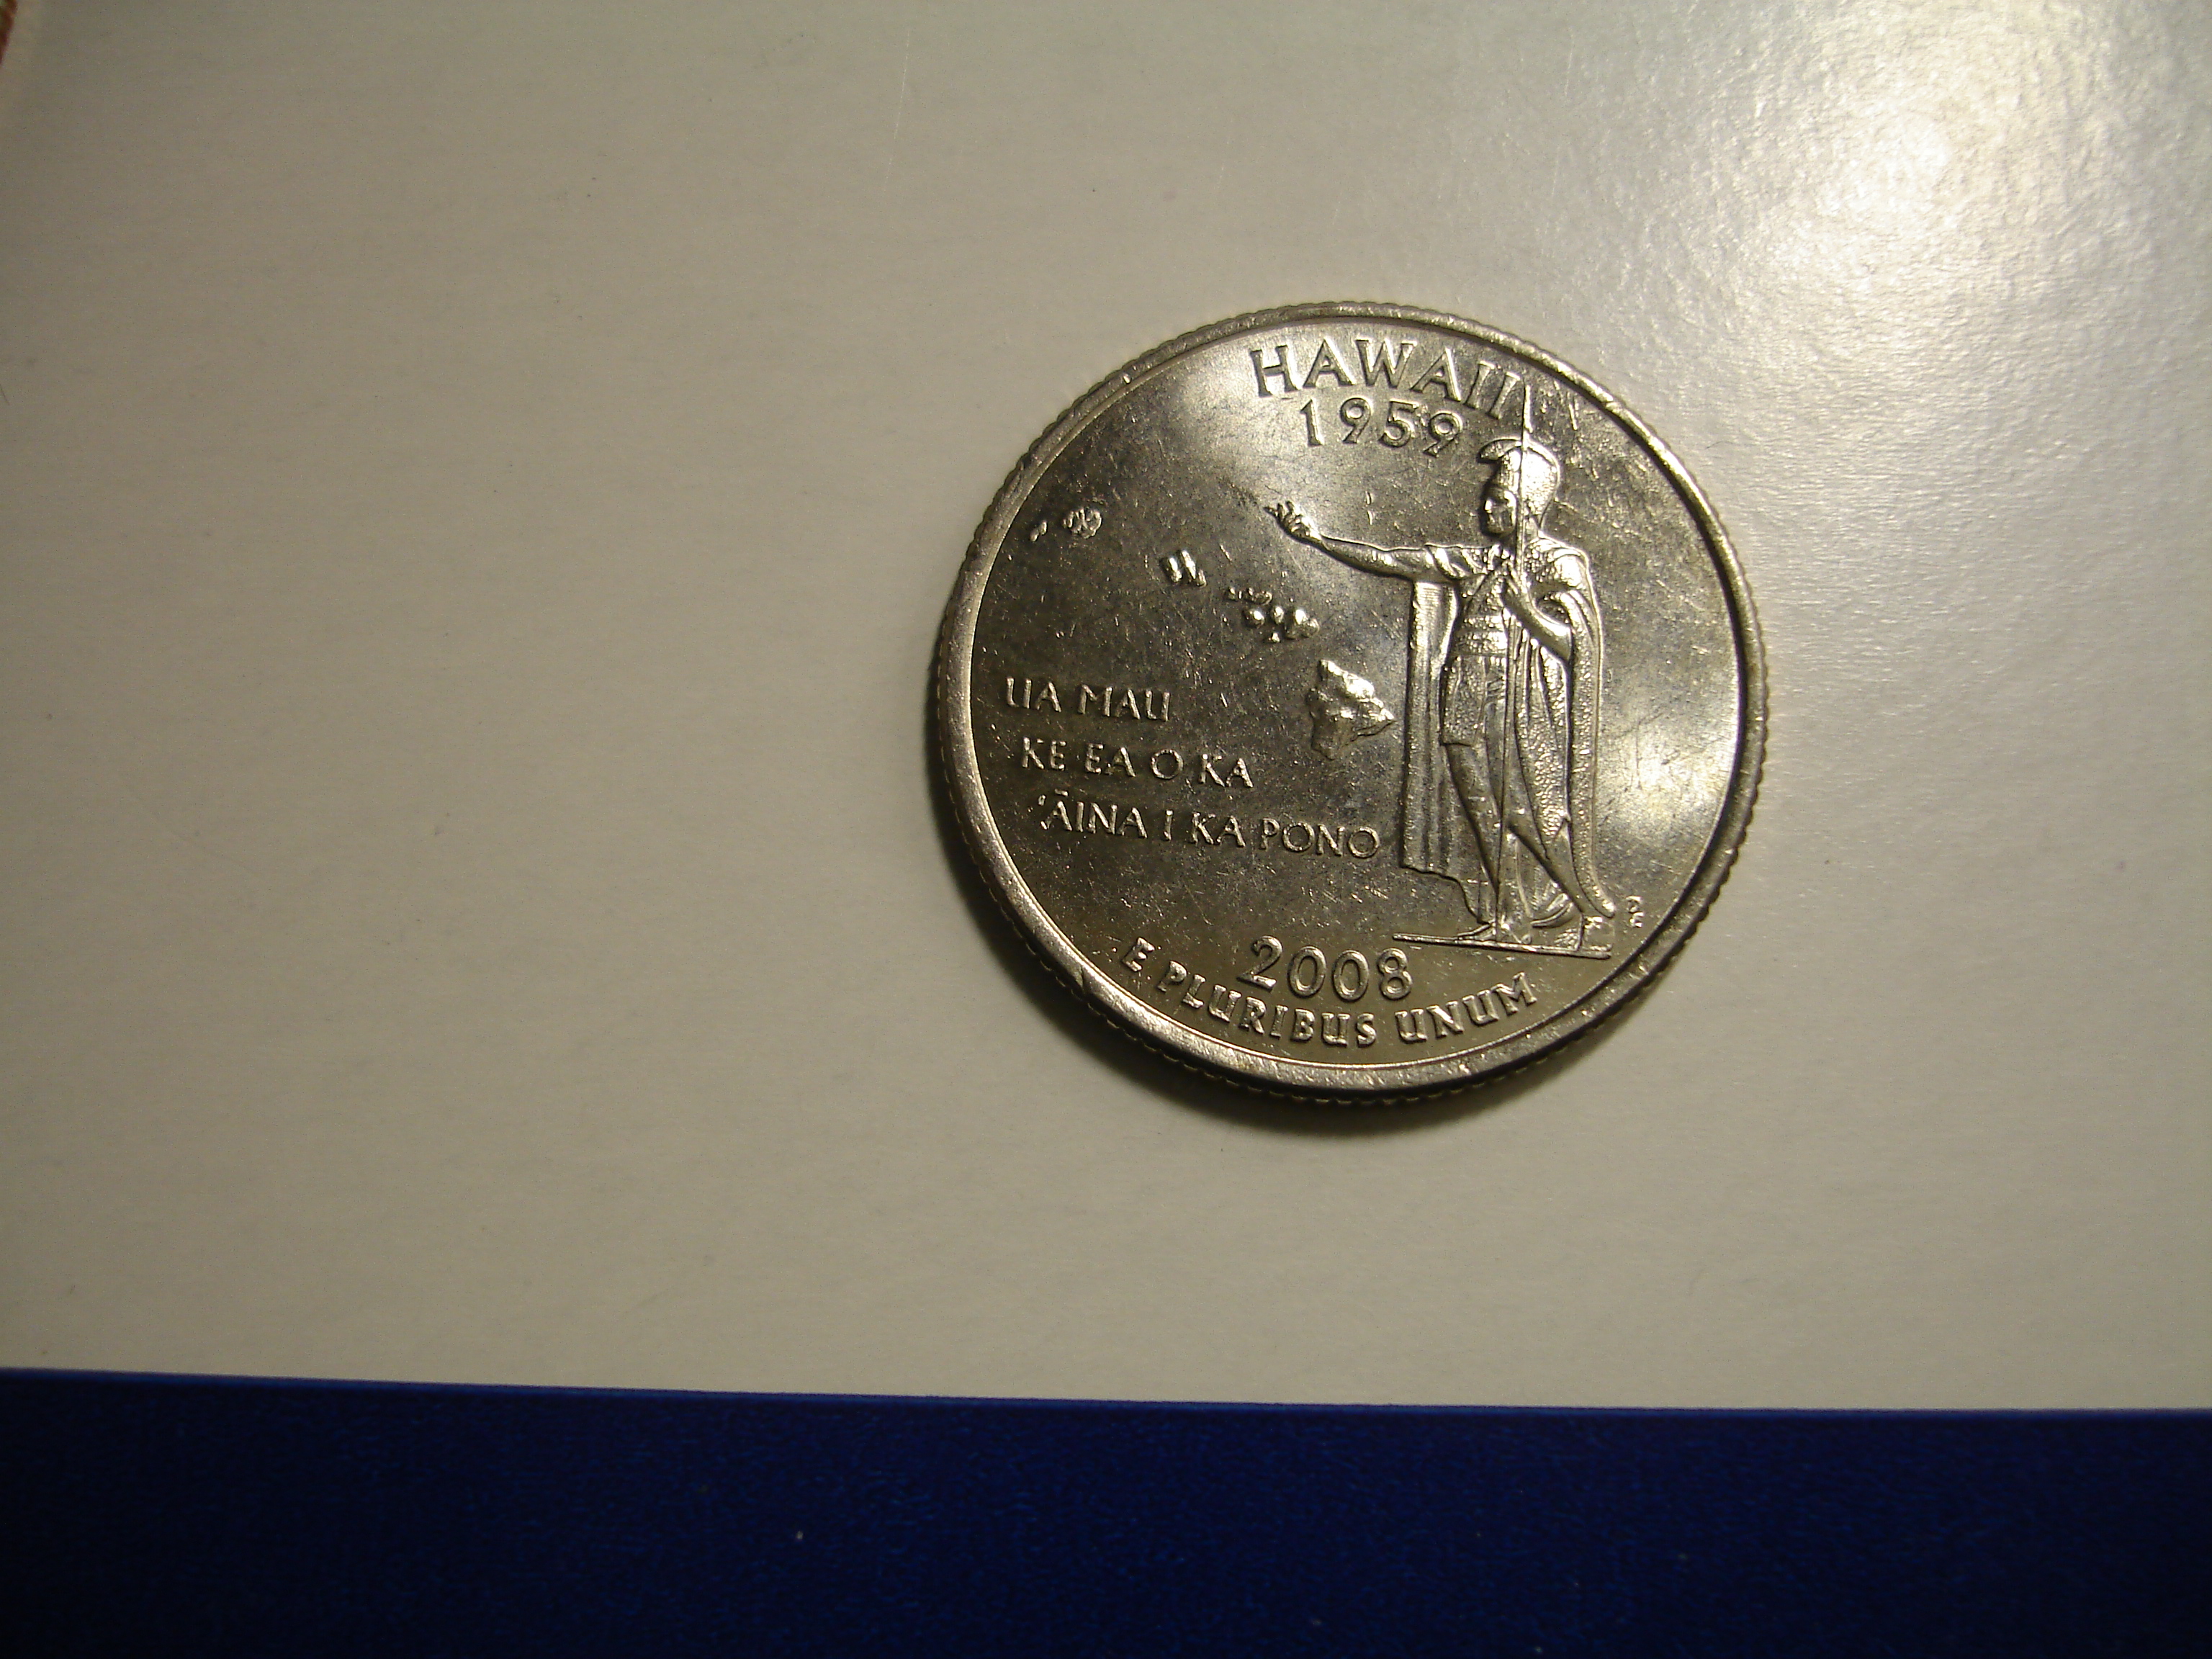 HAWAII
1959
UA MAU
KE EA O KA
ʻĀINA I KA PONO
2008
E PLURIBUS UNUM